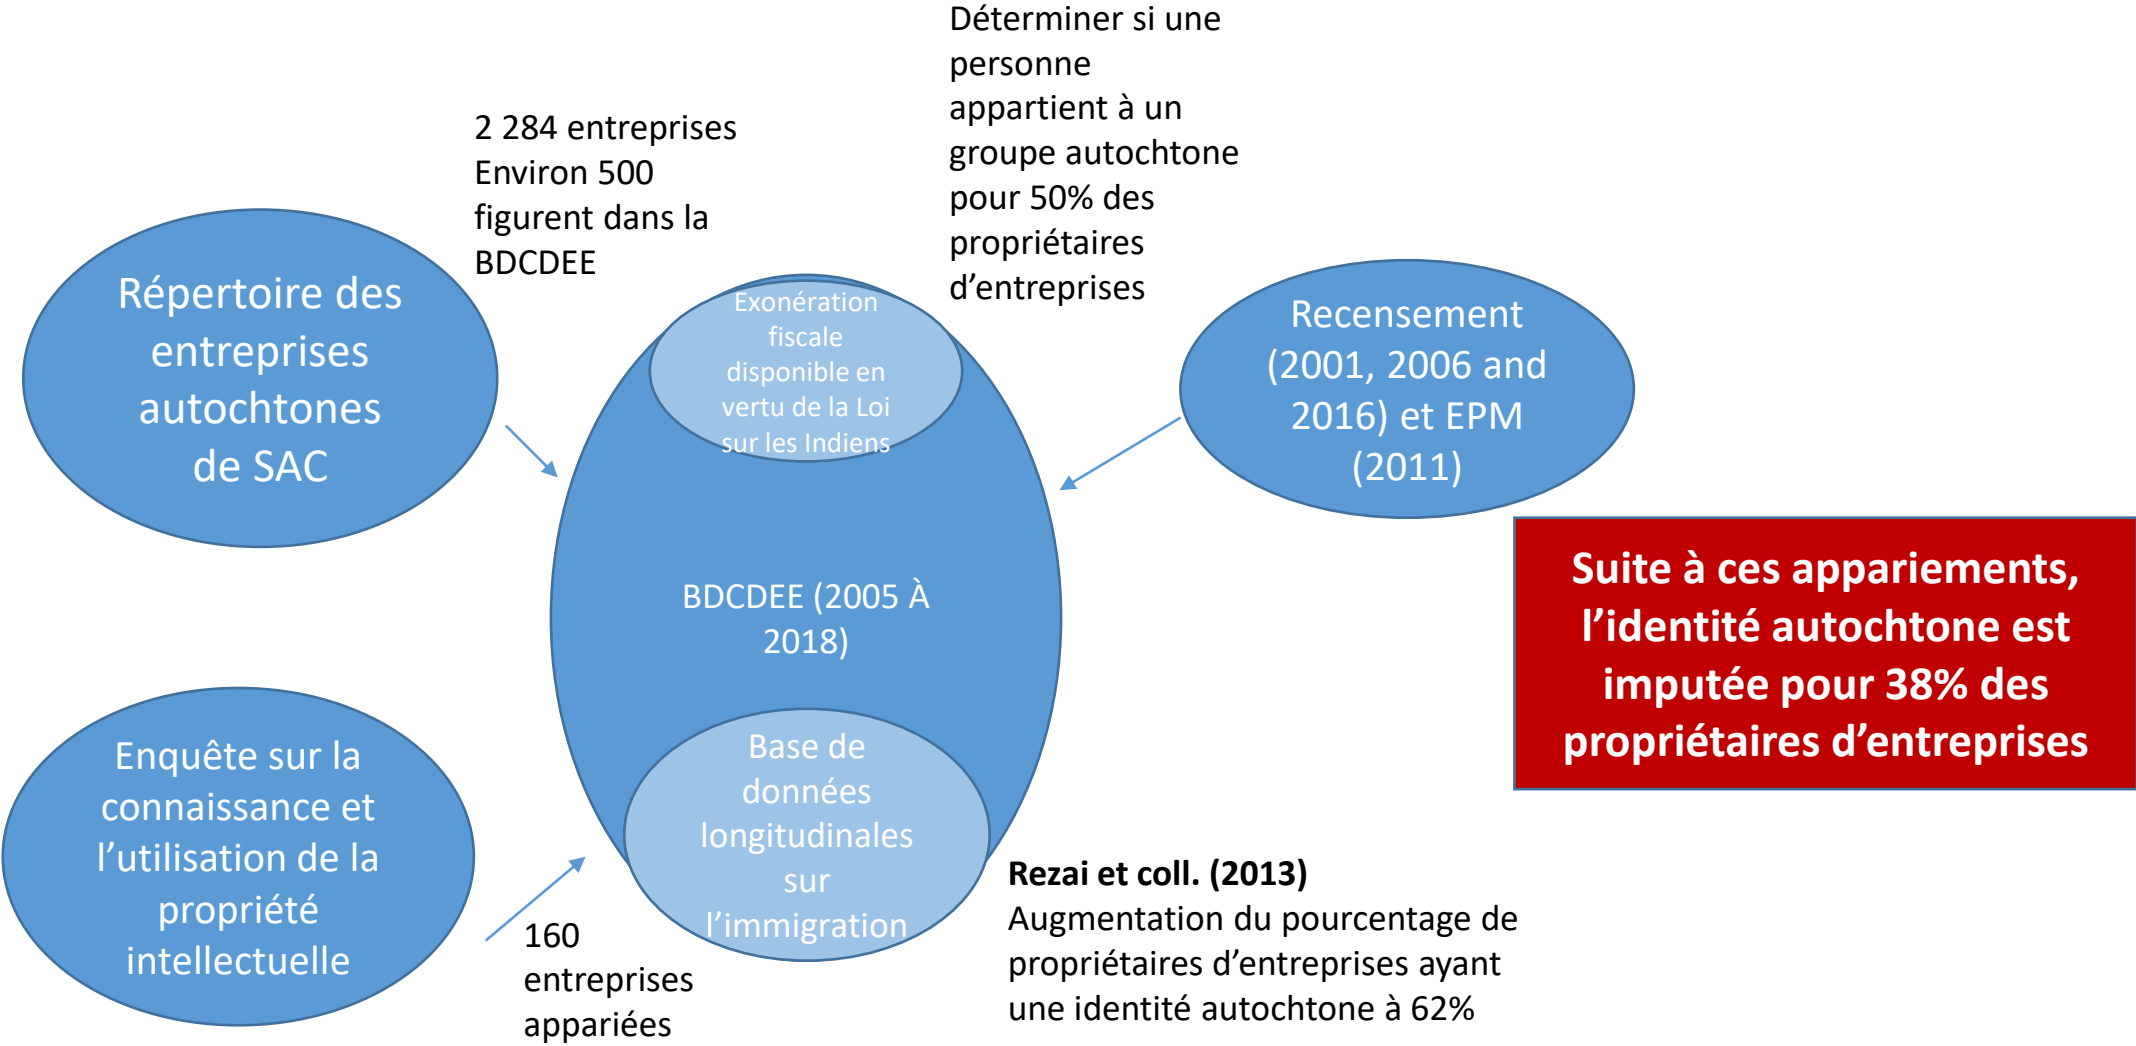 Déterminer si une
personne
appartient à un
groupe autochtone
pour 50% des
propriétaires
d’entreprises
2 284 entreprises
Environ 500
figurent dans la
BDCDEE
Répertoire des
entreprises
autochtones
de SAC
Exonération
fiscale
disponible en
vertu de la Loi
sur les Indiens
Recensement
(2001, 2006 and
2016) et EPM
(2011)
BDCDEE (2005 À
2018)
Suite à ces appariements,
l’identité autochtone est
imputée pour 38% des
propriétaires d’entreprises
Enquête sur la
connaissance et
l’utilisation de la
propriété
intellectuelle
Base de
données
longitudinales
sur
l’immigration
160
entreprises
appariées
Rezai et coll. (2013)
Augmentation du pourcentage de
propriétaires d’entreprises ayant
une identité autochtone à 62%